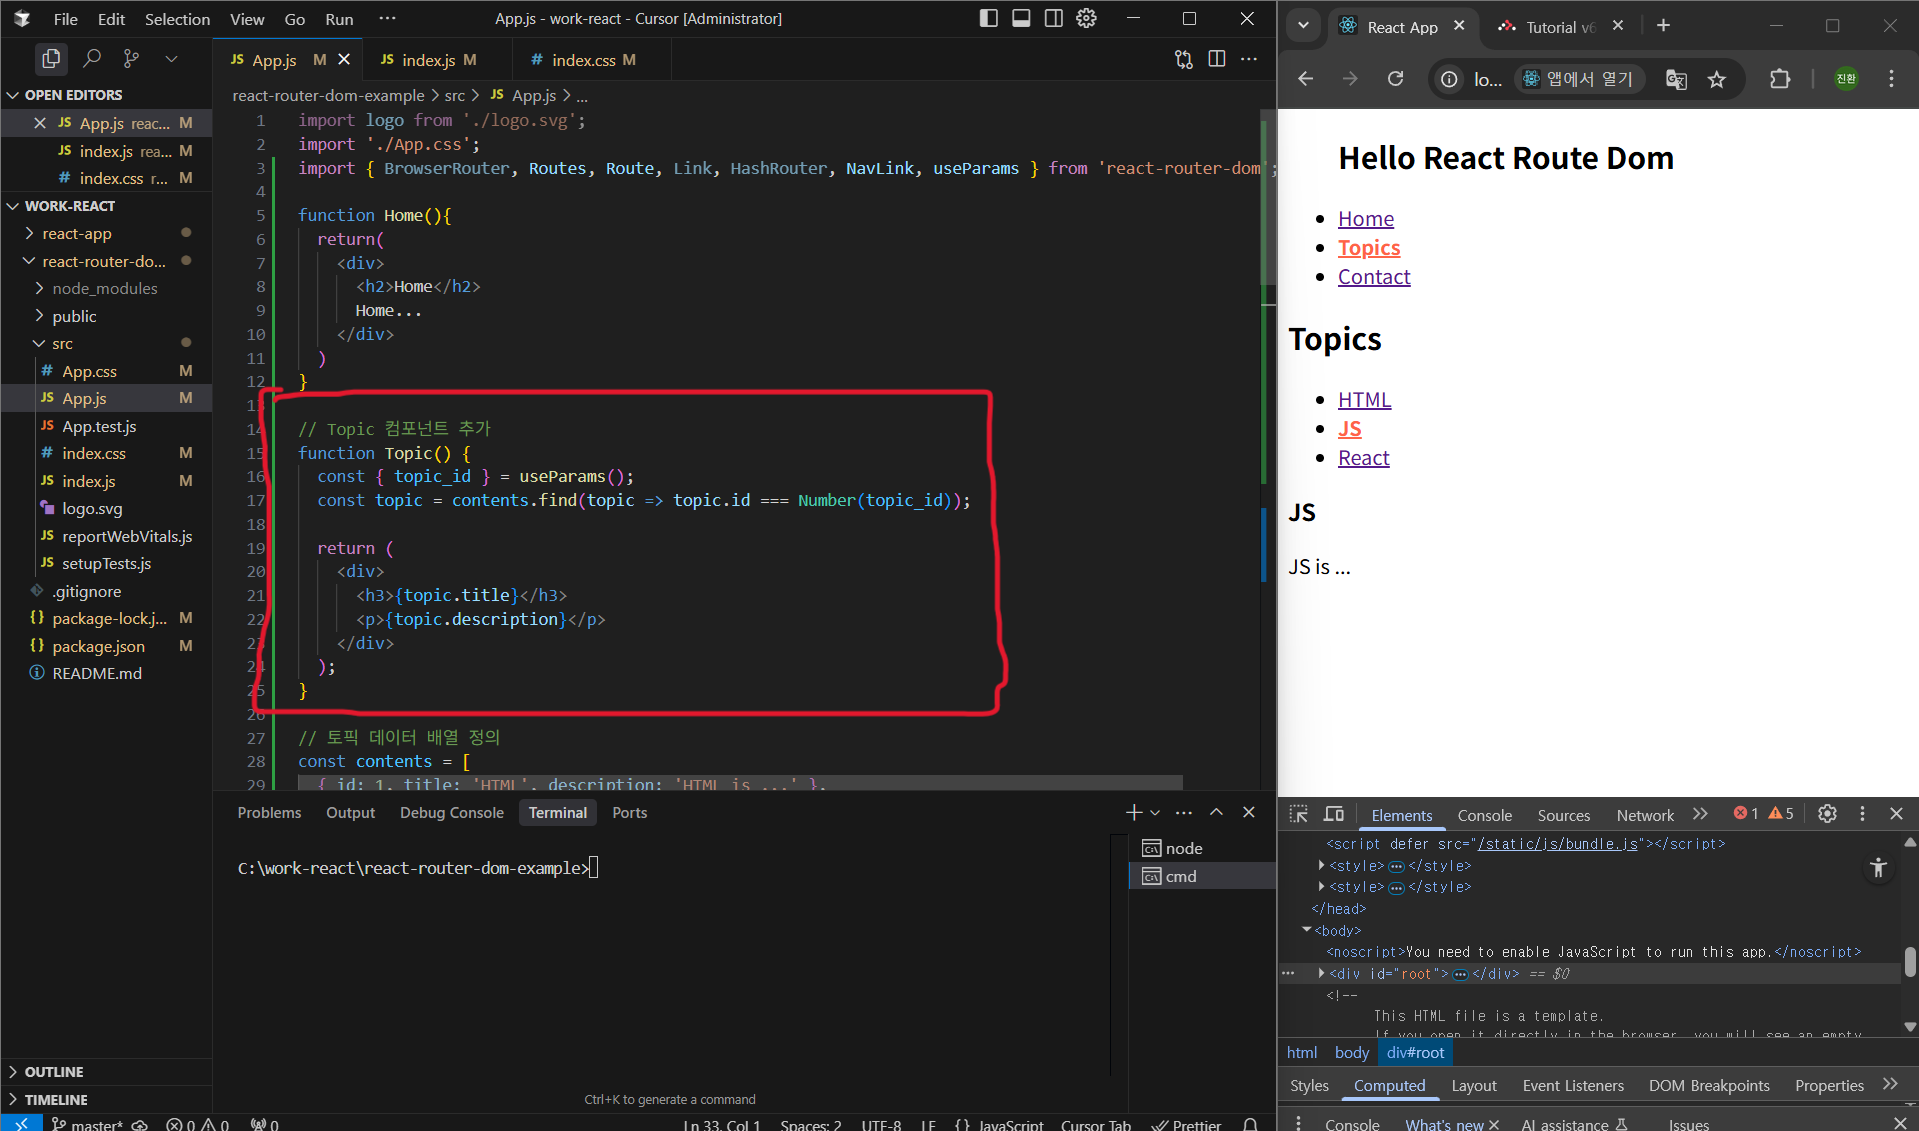 File Edit Selection View Go Run ··· App.js - work-react - Cursor [Administrator]
OPEN EDITORS
App.js reac... M
index.js rea... M
index.css r... M
WORK-REACT
react-app
react-router-do...
node_modules
public
src
App.css M
App.js M
App.test.js
index.css M
index.js M
logo.svg
reportWebVitals.js
setupTests.js
.gitignore
package-lock.j... M
package.json M
README.md
OUTLINE
TIMELINE
App.js M
index.js M
index.css M
react-router-dom-example > src > JS App.js > ...
1 import logo from './logo.svg';
2 import './App.css';
3 import { BrowserRouter, Routes, Route, Link, HashRouter, NavLink, useParams } from 'react-router-dom';
4
5 function Home(){
6 return(
7 <div>
8 <h2>Home</h2>
9 Home...
10 </div>
11 )
12 }
13
14 // Topic 컴포넌트 추가
15 function Topic() {
16 const { topic_id } = useParams();
17 const topic = contents.find(topic => topic.id === Number(topic_id));
18
19 return (
20 <div>
21 <h3>{topic.title}</h3>
22 <p>{topic.description}</p>
23 </div>
24 );
25 }
26
27 // 토픽 데이터 배열 정의
28 const contents = [
29 { id: 1, title: 'HTML', description: 'HTML is ...' },
Problems Output Debug Console Terminal Ports
C:\work-react\react-router-dom-example>
node
cmd
Ctrl+K to generate a command
master* 0 0 0 Ln 33, Col 1 Spaces: 2 UTF-8 LF {} JavaScript Cursor Tab Prettier
React App
Tutorial v6
lo... 앱에서 열기 진환
Hello React Route Dom
Home
Topics
Contact
Topics
HTML
JS
React
JS
JS is ...
Elements Console Sources Network 1 5
<script defer src="/static/js/bundle.js"></script>
<style>…</style>
<style>…</style>
</head>
<body>
<noscript>You need to enable JavaScript to run this app.</noscript>
<div id="root">…</div> == $0
<!--
This HTML file is a template.
If you open it directly in the browser, you will see an empty
html body div#root
Styles Computed Layout Event Listeners DOM Breakpoints Properties
Console What's new AI assistance Issues